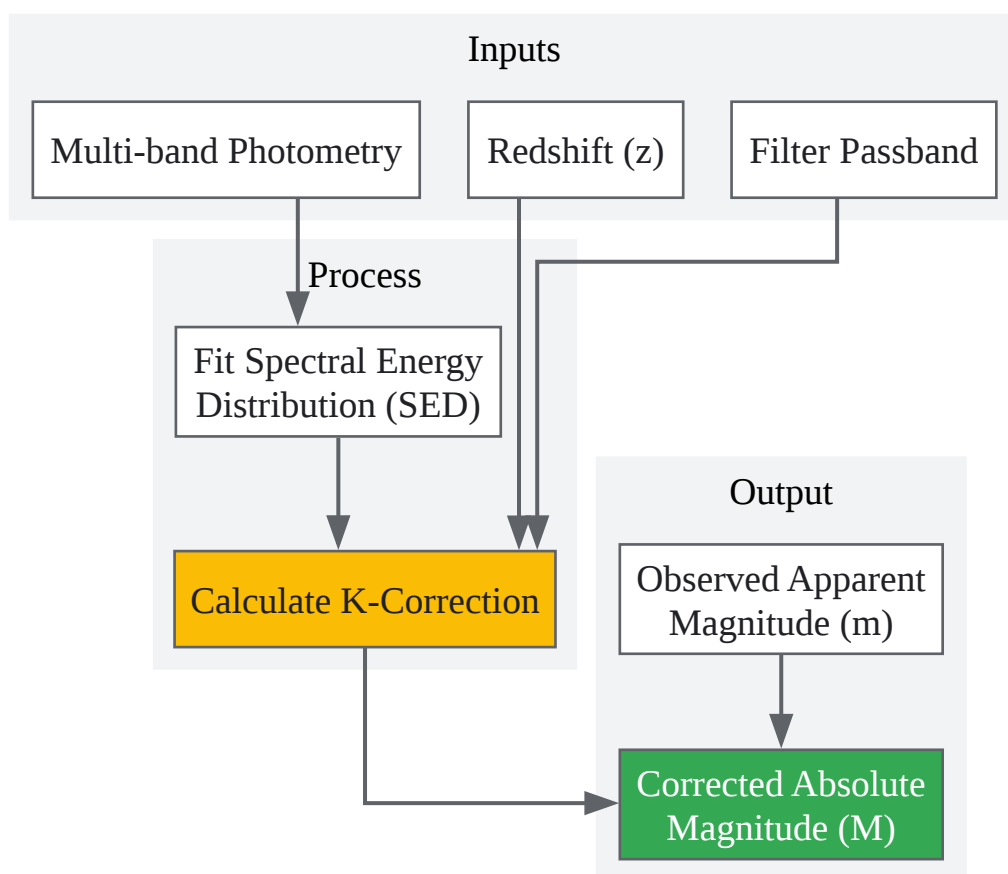 Inputs
Multi-band Photometry
Redshift (z)
Filter Passband
Process
Fit Spectral Energy
Distribution (SED)
Calculate K-Correction
Output
Observed Apparent
Magnitude (m)
Corrected Absolute
Magnitude (M)